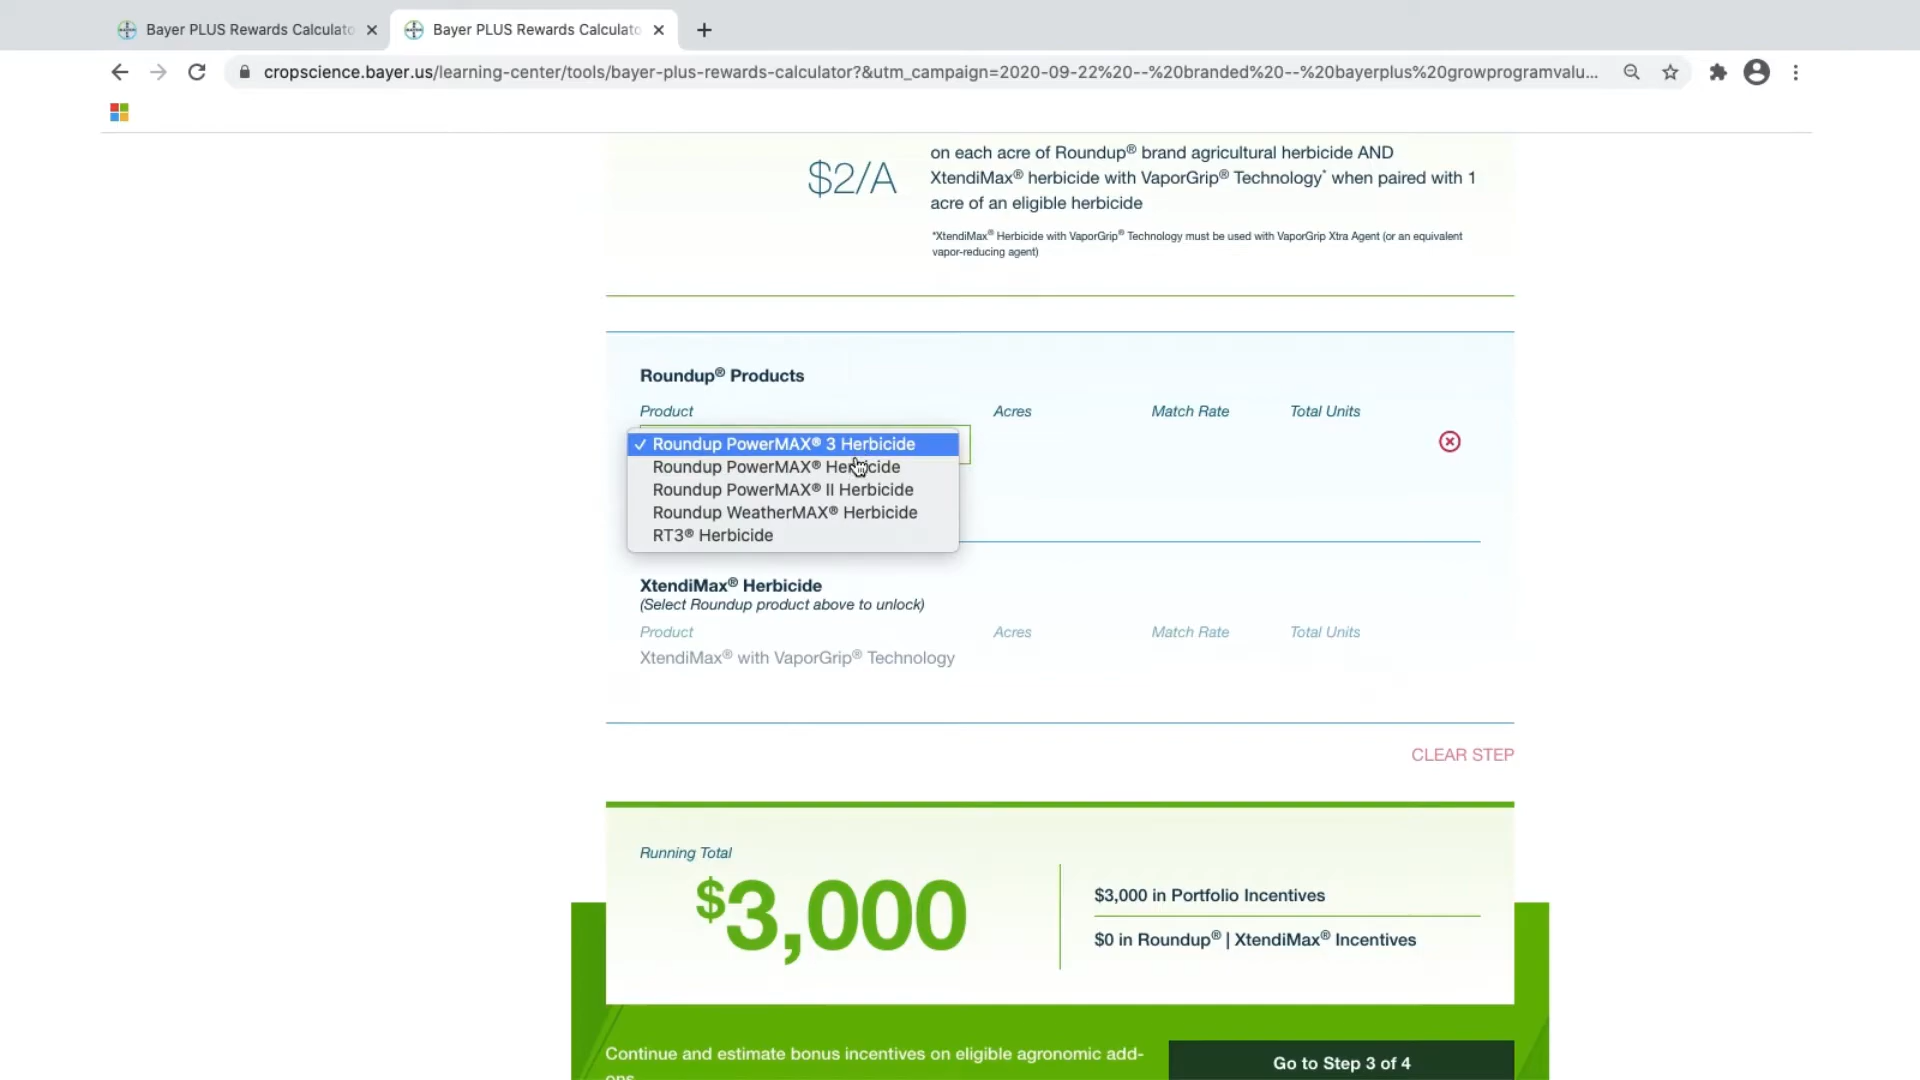 Bayer PLUS Rewards Calculato
Bayer PLUS Rewards Calculato
cropscience.bayer.us/learning-center/tools/bayer-plus-rewards-calculator?&utm_campaign=2020-09-22%20--%20branded%20--%20bayerplus%20growprogramvalu...
$2/A
on each acre of Roundup® brand agricultural herbicide AND
XtendiMax® herbicide with VaporGrip® Technology* when paired with 1
acre of an eligible herbicide
*XtendiMax® Herbicide with VaporGrip® Technology must be used with VaporGrip Xtra Agent (or an equivalent
vapor-reducing agent)
Roundup® Products
Product Acres Match Rate Total Units
✓ Roundup PowerMAX® 3 Herbicide
Roundup PowerMAX® Herbicide
Roundup PowerMAX® II Herbicide
Roundup WeatherMAX® Herbicide
RT3® Herbicide
XtendiMax® Herbicide
(Select Roundup product above to unlock)
Product Acres Match Rate Total Units
XtendiMax® with VaporGrip® Technology
CLEAR STEP
Running Total
$3,000
$3,000 in Portfolio Incentives
$0 in Roundup® | XtendiMax® Incentives
Continue and estimate bonus incentives on eligible agronomic add-
ons
Go to Step 3 of 4